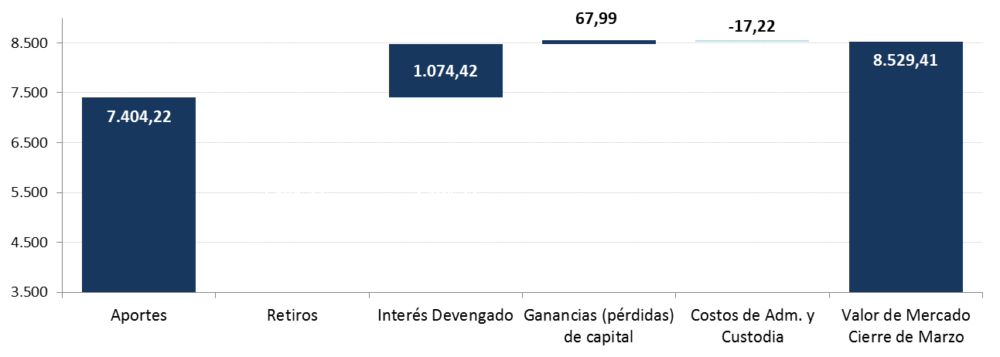 67,99
-17,22
8.500
1.074,42
8.529,41
7.500
7.404,22
6.500
5.500
4.500
3.500
Aportes
Retiros
Interés Devengado
Ganancias (pérdidas)
de capital
Costos de Adm. y
Custodia
Valor de Mercado
Cierre de Marzo